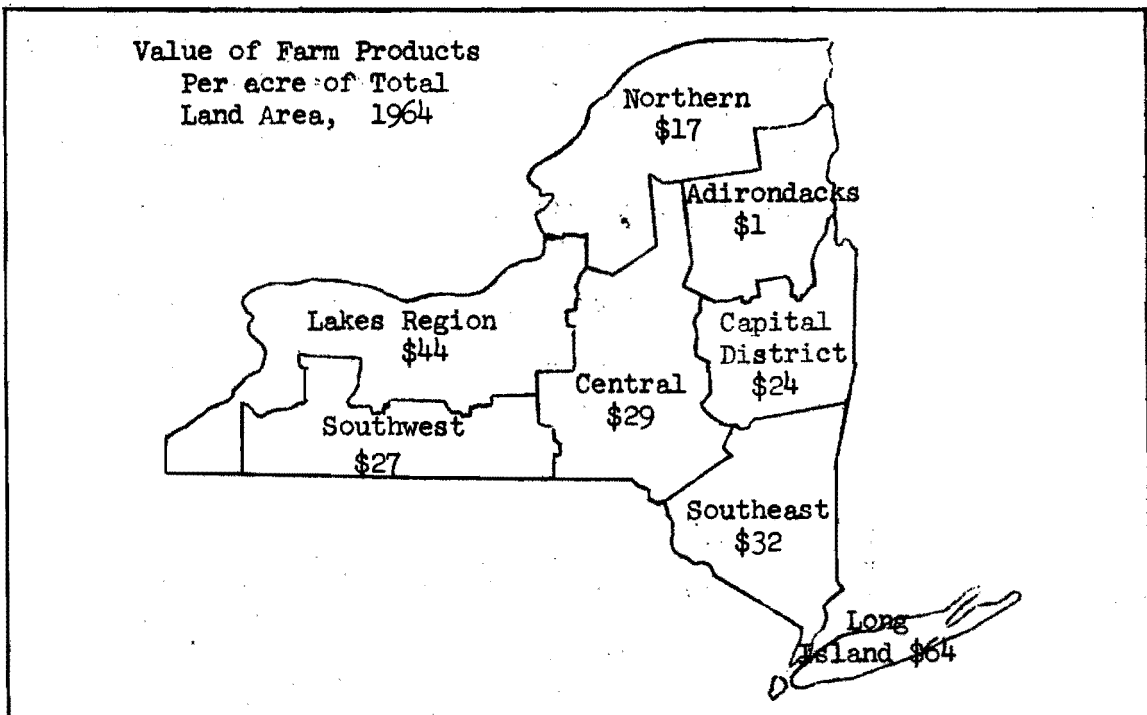 Value of Farm Products
Per acre of Total
Land Area, 1964
Northern
$17
Adirondacks
$1
Lakes Region
$44
Capital
District
$24
Central
$29
Southwest
$27
Southeast
$32
Long
Island $64